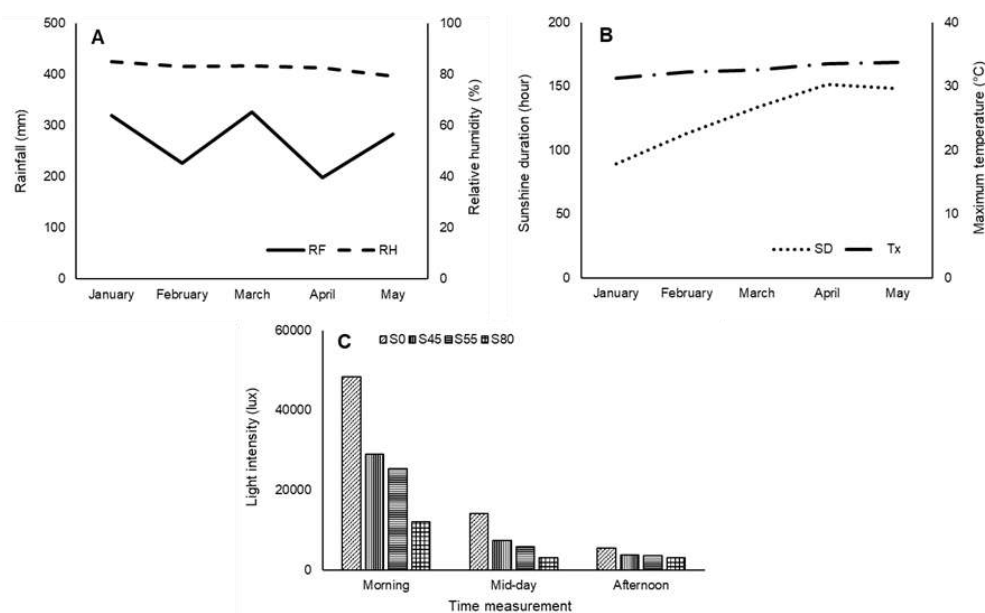 A
Rainfall (mm)
500
400
300
200
100
0
Relative humidity (%)
100
80
60
40
20
0
RF RH
January February March April May
B
Sunshine duration (hour)
200
150
100
50
0
Maximum temperature (°C)
40
30
20
10
0
SD Tx
January February March April May
C
S0 S45 S55 S80
Light intensity (lux)
60000
40000
20000
0
Morning Mid-day Afternoon
Time measurement